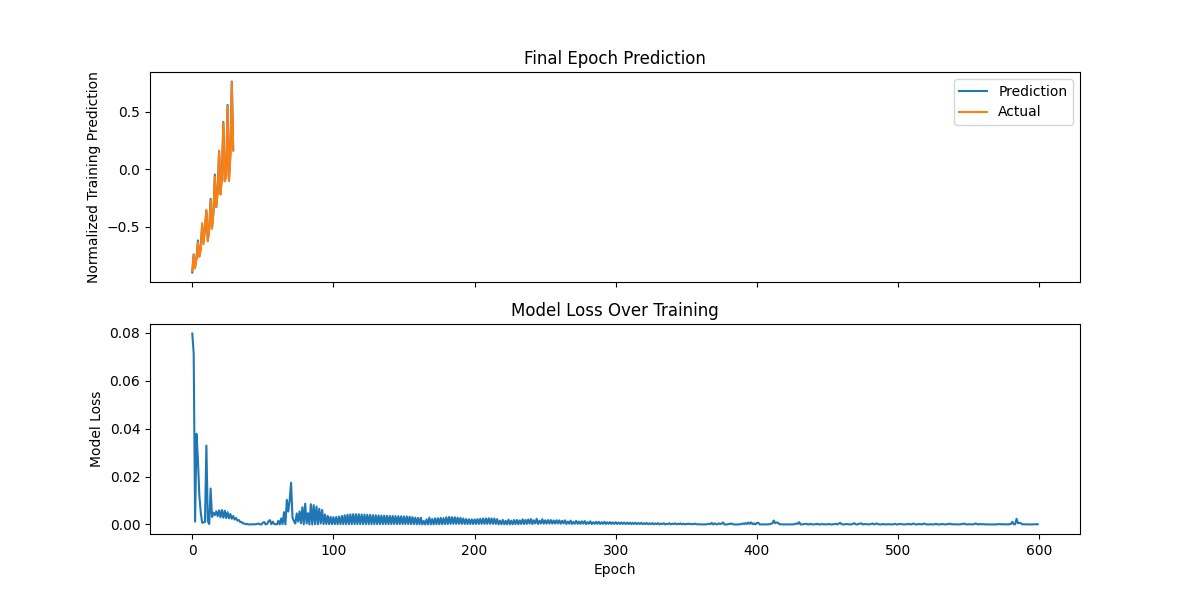 Final Epoch Prediction
Normalized Training Prediction
0.5
0.0
−0.5
Prediction
Actual
Model Loss Over Training
Model Loss
0.08
0.06
0.04
0.02
0.00
0 100 200 300 400 500 600
Epoch